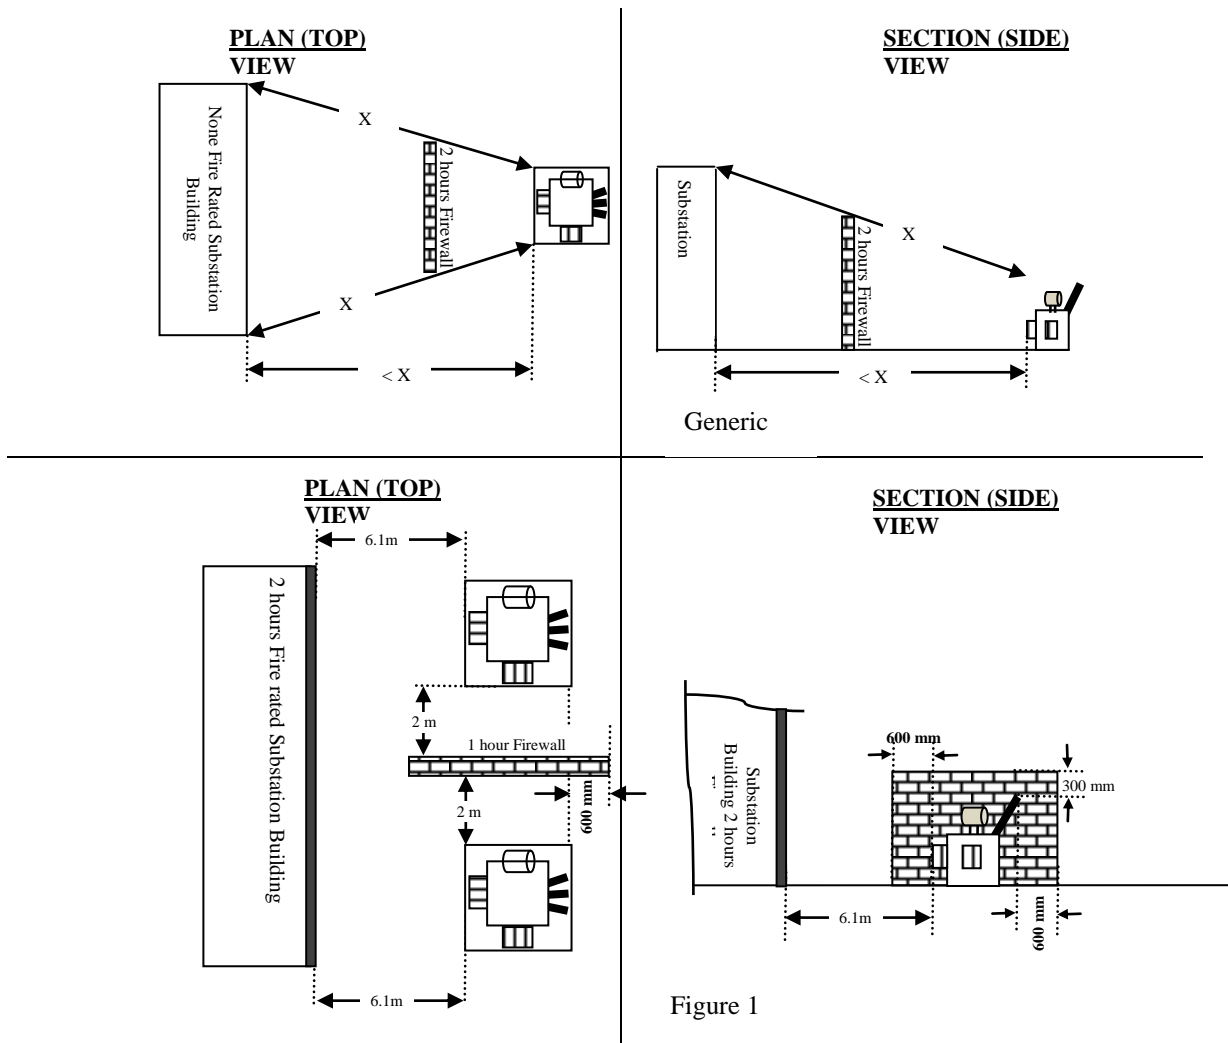 PLAN (TOP)
VIEW
X
None Fire Rated Substation
Building
2 hours Firewall
X
< X
SECTION (SIDE)
VIEW
Substation
X
2 hours Firewall
< X
Generic
PLAN (TOP)
VIEW
6.1m
2 hours Fire rated Substation Building
2 m
1 hour Firewall
2 m
600 mm
6.1m
SECTION (SIDE)
VIEW
600 mm
300 mm
Substation
Building 2 hours
6.1m
600 mm
Figure 1